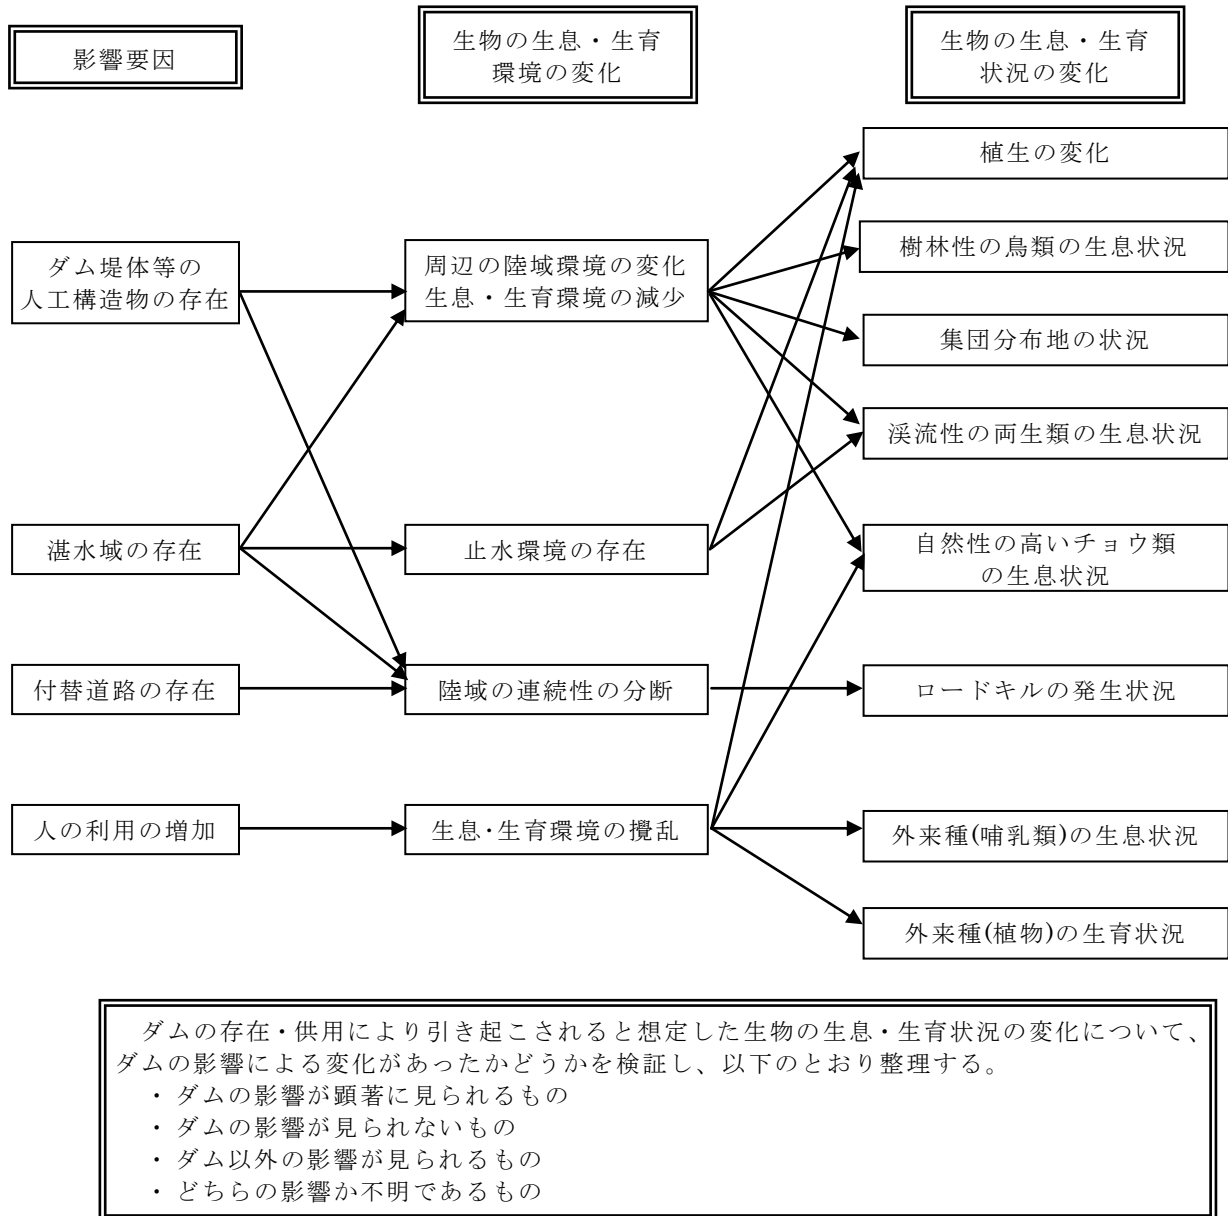 影響要因
生物の生息・生育
環境の変化
生物の生息・生育
状況の変化
ダム堤体等の
人工構造物の存在
湛水域の存在
付替道路の存在
人の利用の増加
周辺の陸域環境の変化
生息・生育環境の減少
止水環境の存在
陸域の連続性の分断
生息・生育環境の攪乱
植生の変化
樹林性の鳥類の生息状況
集団分布地の状況
渓流性の両生類の生息状況
自然性の高いチョウ類
の生息状況
ロードキルの発生状況
外来種(哺乳類)の生息状況
外来種(植物)の生育状況
ダムの存在・供用により引き起こされると想定した生物の生息・生育状況の変化について、
ダムの影響による変化があったかどうかを検証し、以下のとおり整理する。
・ダムの影響が顕著に見られるもの
・ダムの影響が見られないもの
・ダム以外の影響が見られるもの
・どちらの影響か不明であるもの